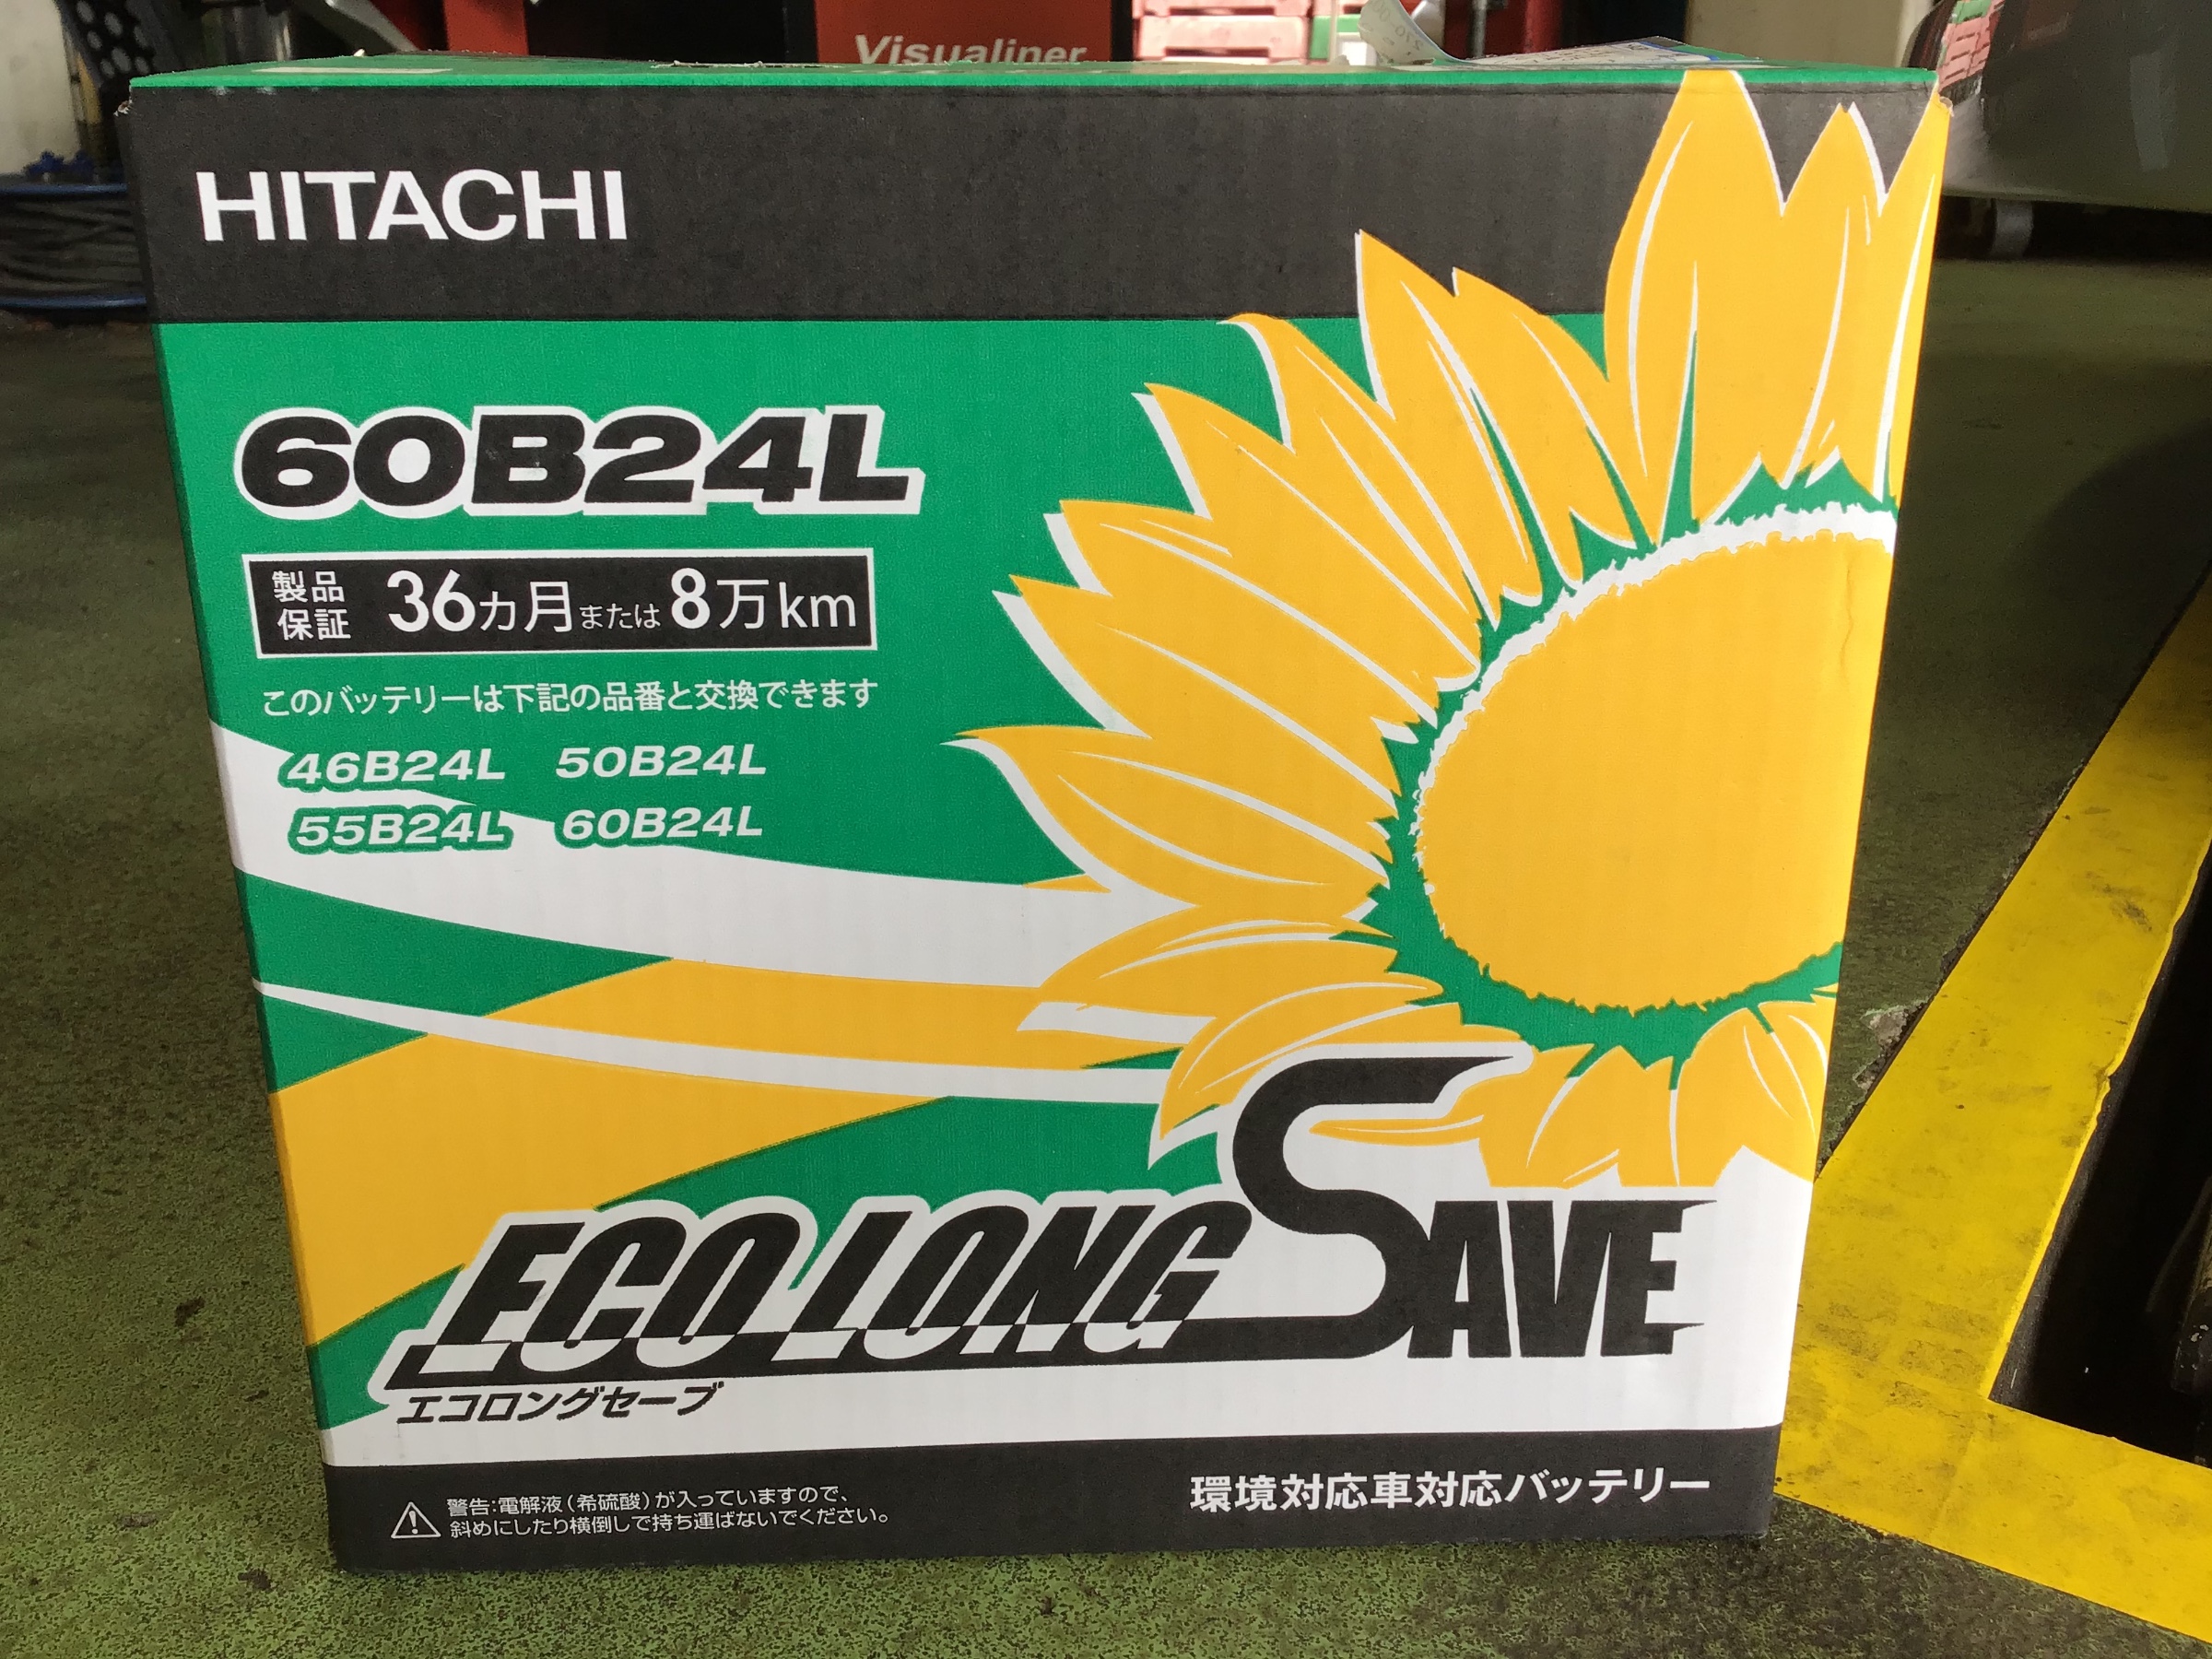 Visualiner
HITACHI
60B24L
製品保証 36カ月または8万km
このバッテリーは下記の品番と交換できます
46B24L 50B24L
55B24L 60B24L
ECO LONG SAVE
エコロングセーブ
警告:電解液(希硫酸)が入っていますので、
斜めにしたり横倒しで持ち運ばないでください。
環境対応車対応バッテリー